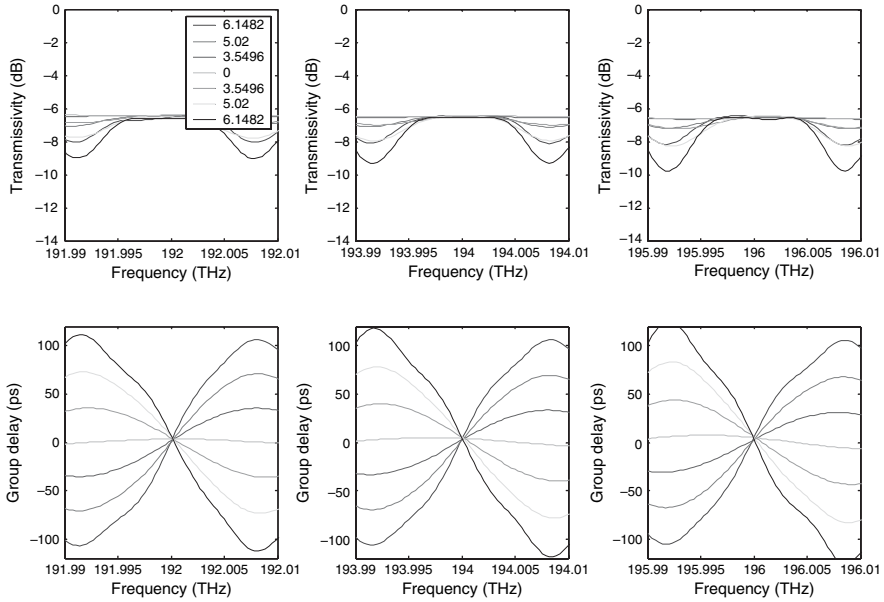 0
−2
−4
−6
−8
−10
−12
−14
Transmissivity (dB)
6.1482
5.02
3.5496
0
3.5496
5.02
6.1482
191.99 191.995 192 192.005 192.01
Frequency (THz)
0
−2
−4
−6
−8
−10
−12
−14
Transmissivity (dB)
193.99 193.995 194 194.005 194.01
Frequency (THz)
0
−2
−4
−6
−8
−10
−12
−14
Transmissivity (dB)
195.99 195.995 196 196.005 196.01
Frequency (THz)
100
50
0
−50
−100
Group delay (ps)
191.99 191.995 192 192.005 192.01
Frequency (THz)
100
50
0
−50
−100
Group delay (ps)
193.99 193.995 194 194.005 194.01
Frequency (THz)
100
50
0
−50
−100
Group delay (ps)
195.99 195.995 196 196.005 196.01
Frequency (THz)